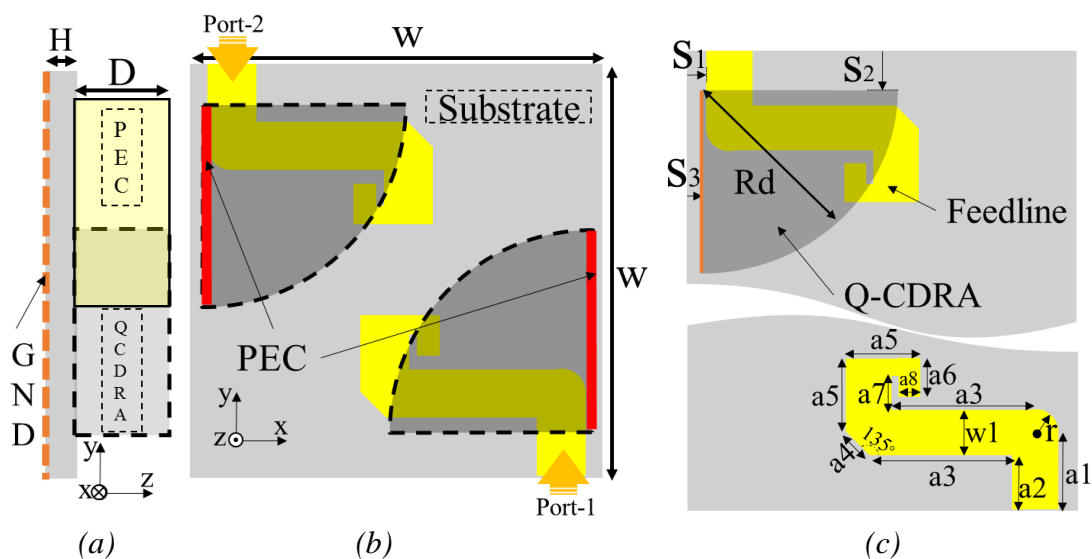 H
D
P
E
C
Q
C
D
R
A
G
N
D
y
x
z
(a)
Port-2
W
Substrate
W
PEC
y
z
x
Port-1
(b)
S1
S2
S3
Rd
Feedline
Q-CDRA
a5
a8
a6
a7
a3
a5
r
w1
135°
a4
a3
a2
a1
(c)